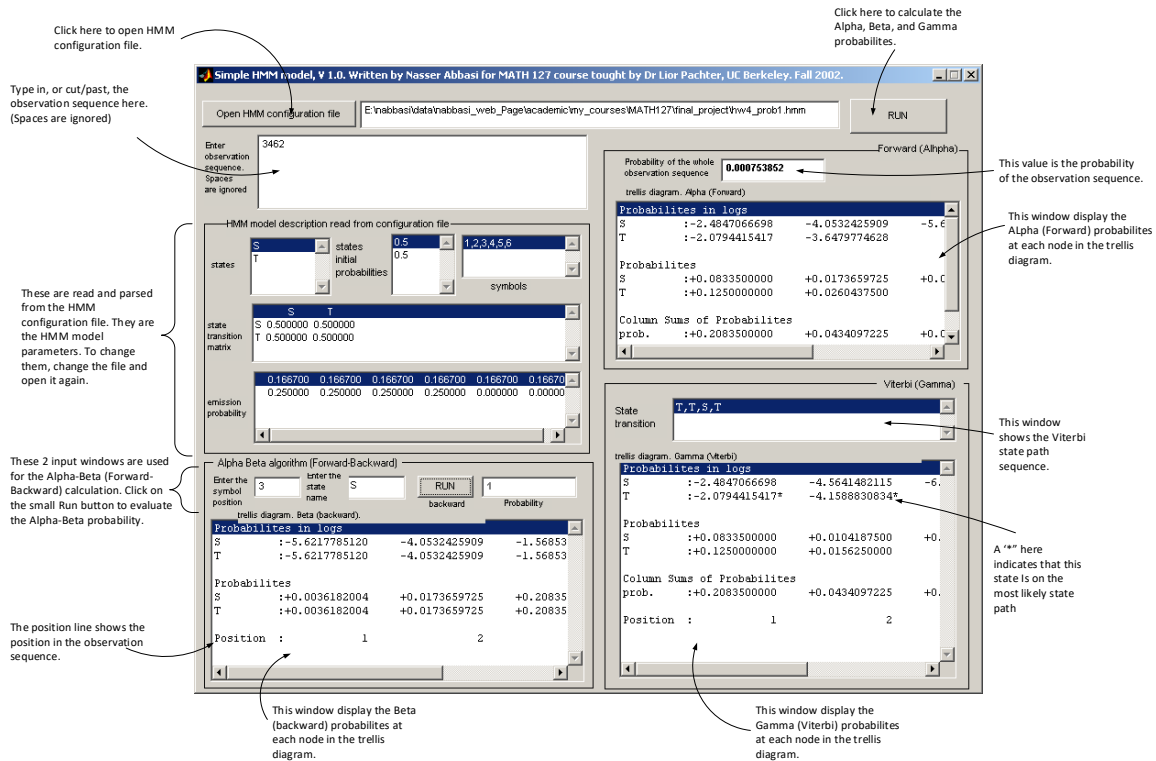 Click here to open HMM
configuration file.
Click here to calculate the
Alpha, Beta, and Gamma
probabilites.
Type in, or cut/past, the
observation sequence here.
(Spaces are ignored)
Simple HMM model, V 1.0. Written by Nasser Abbasi for MATH 127 course tought by Dr Lior Pachter, UC Berkeley. Fall 2002.
Open HMM configuration file
E:\nabbasi\data\nabbasi_web_Page\academic\my_courses\MATH127\final_project\hw4_prob1.hmm
RUN
Enter
observation
sequence.
Spaces
are ignored
3462
Forward (Alhpha)
Probability of the whole
observation sequence
0.000753852
trellis diagram. Alpha (Forward)
Probabilites in logs
S :-2.4847066698 -4.0532425909 -5.6
T :-2.0794415417 -3.6479774628
Probabilites
S :+0.0833500000 +0.0173659725 +0.0
T :+0.1250000000 +0.0260437500
Column Sums of Probabilites
prob. :+0.2083500000 +0.0434097225 +0.0
This value is the probability
of the observation sequence.
This window display the
Alpha (Forward) probabilites
at each node in the trellis
diagram.
HMM model description read from configuration file
states
S
T
states
initial
probabilities
0.5
0.5
1,2,3,4,5,6
symbols
state
transition
matrix
S T
S 0.500000 0.500000
T 0.500000 0.500000
emission
probability
0.166700 0.166700 0.166700 0.166700 0.166700 0.16670
0.250000 0.250000 0.250000 0.250000 0.000000 0.00000
These are read and parsed
from the HMM
configuration file. They are
the HMM model
parameters. To change
them, change the file and
open it again.
Viterbi (Gamma)
State
transition
T,T,S,T
trellis diagram. Gamma (Viterbi)
Probabilites in logs
S :-2.4847066698 -4.5641482115 -6.
T :-2.0794415417* -4.1588830834*
Probabilites
S :+0.0833500000 +0.0104187500 +0.
T :+0.1250000000 +0.0156250000
Column Sums of Probabilites
prob. :+0.2083500000 +0.0434097225 +0.
Position : 1 2
This window
shows the Viterbi
state path
sequence.
A '*" here
indicates that this
state Is on the
most likely state
path
These 2 input windows are used
for the Alpha-Beta (Forward-
Backward) calculation. Click on
the small Run button to evaluate
the Alpha-Beta probability.
Alpha Beta algorithm (Forward-Backward)
Enter the
symbol
position
3
Enter the
state
name
S
RUN
backward
1
Probability
trellis diagram. Beta (backward).
Probabilites in logs
S :-5.6217785120 -4.0532425909 -1.56853
T :-5.6217785120 -4.0532425909 -1.56853
Probabilites
S :+0.0036182004 +0.0173659725 +0.20835
T :+0.0036182004 +0.0173659725 +0.20835
Position : 1 2
The position line shows the
position in the observation
sequence.
This window display the Beta
(backward) probabilites at
each node in the trellis
diagram.
This window display the
Gamma (Viterbi) probabilites
at each node in the trellis
diagram.